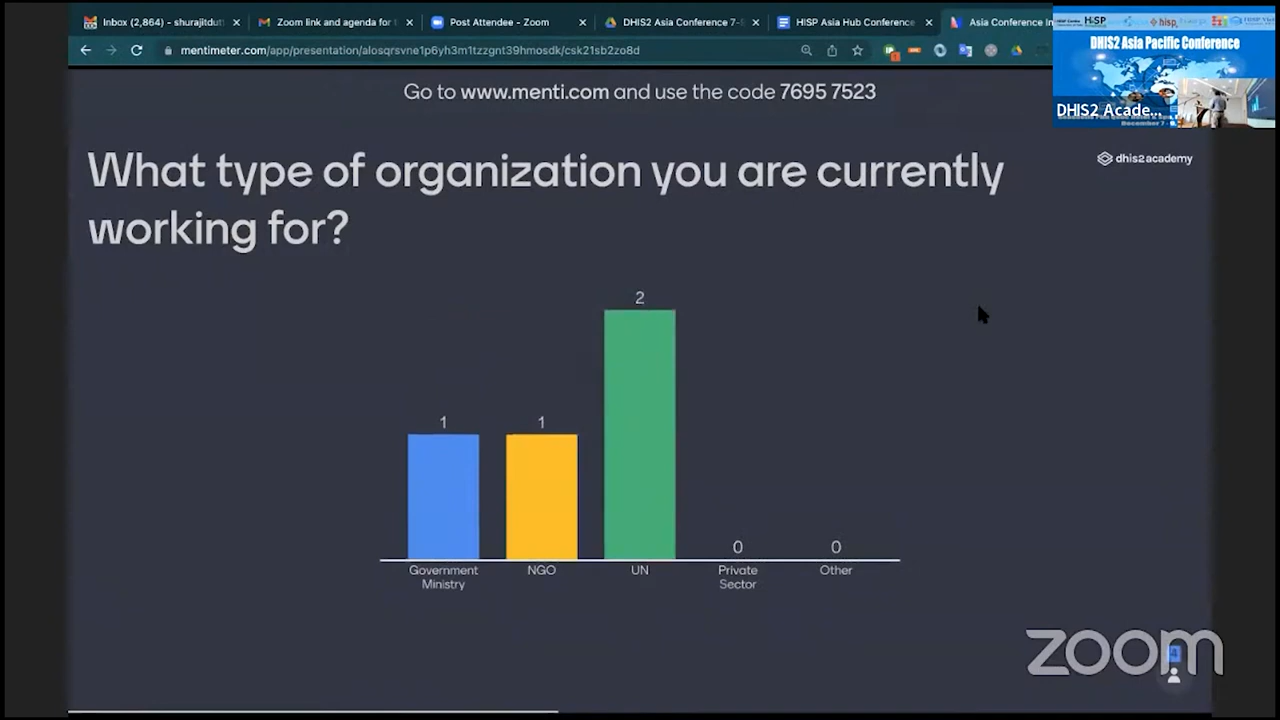 Inbox (2,864) - shurajitdut
Zoom link and agenda for
Post Attendee - Zoom
DHIS2 Asia Conference 7-
HISP Asia Hub Conference
Asia Conference In
mentimeter.com/app/presentation/alosqrsvne1p6yh3m1tzzgnt39hmosdk/csk21sb2zo8d
DHIS2 Asia Pacific Conference
DHIS2 Acade...
Go to www.menti.com and use the code 7695 7523
dhis2academy
What type of organization you are currently
working for?
2
1
1
0
0
Government
Ministry
NGO
UN
Private
Sector
Other
zoom
4